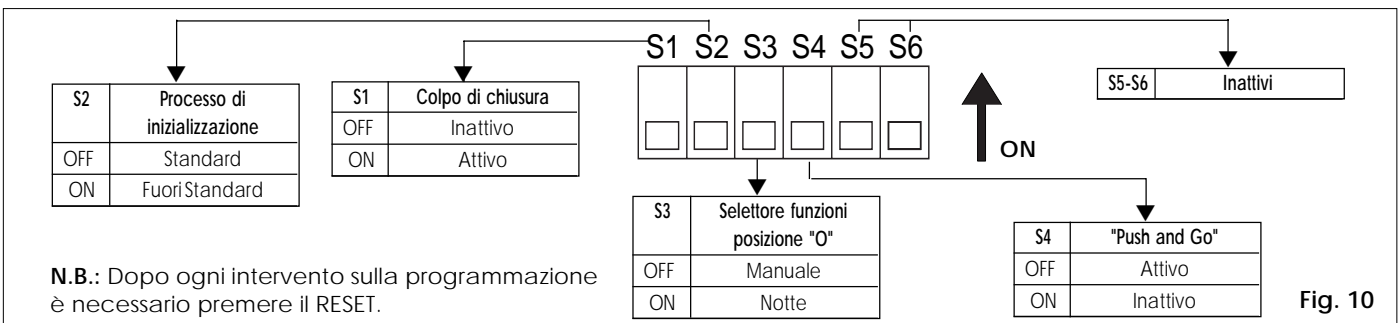 S1 S2 S3 S4 S5 S6
S2 Processo di
inizializzazione
OFF Standard
ON Fuori Standard
S1 Colpo di chiusura
OFF Inattivo
ON Attivo
ON
S5-S6 Inattivi
S3 Selettore funzioni
posizione "O"
OFF Manuale
ON Notte
S4 "Push and Go"
OFF Attivo
ON Inattivo
N.B.: Dopo ogni intervento sulla programmazione
è necessario premere il RESET.
Fig. 10